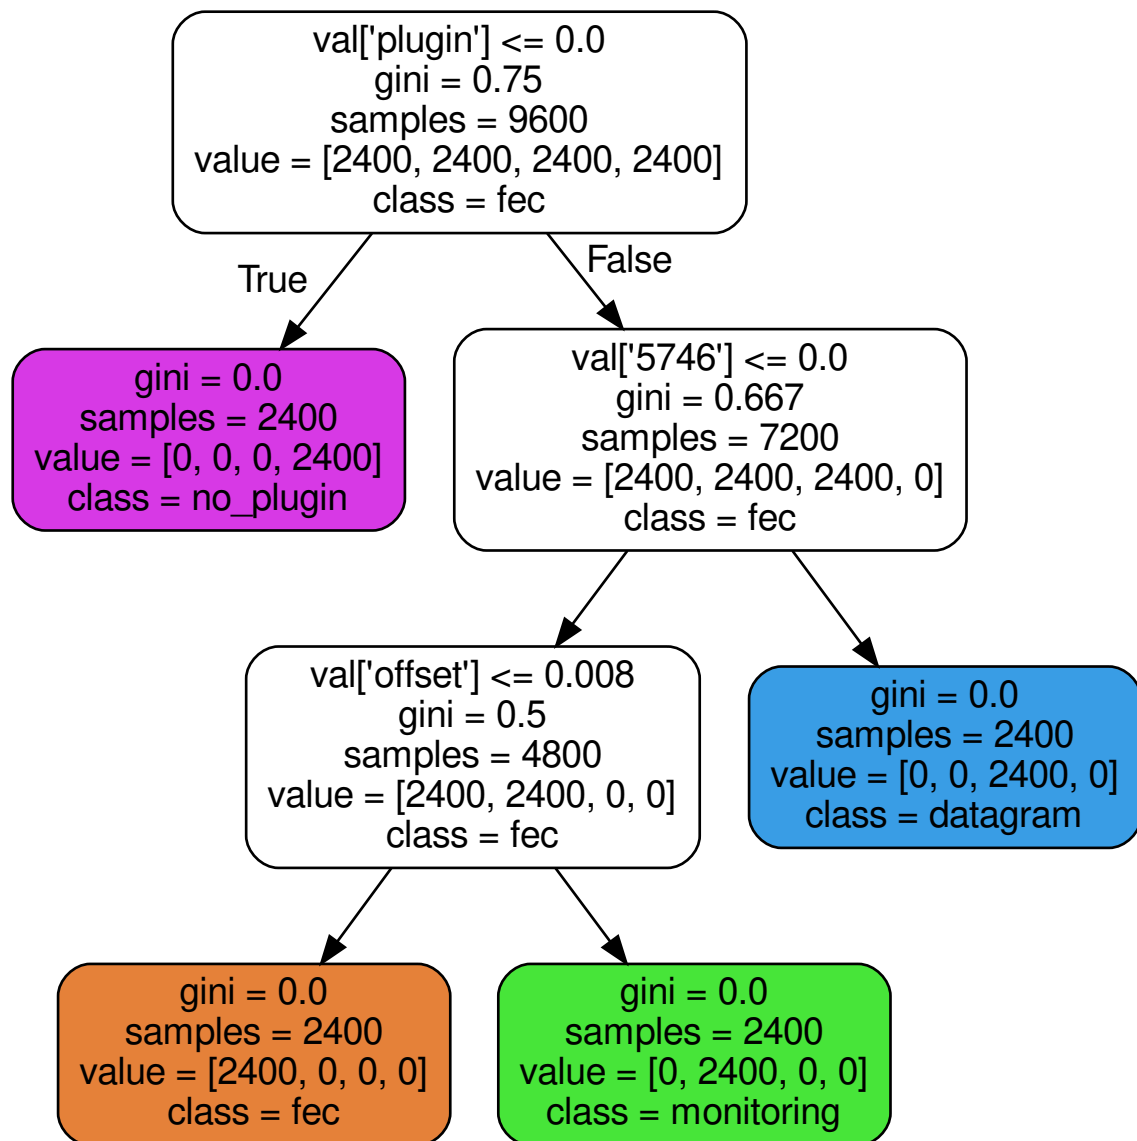 val['plugin'] <= 0.0
gini = 0.75
samples = 9600
value = [2400, 2400, 2400, 2400]
class = fec
True
False
gini = 0.0
samples = 2400
value = [0, 0, 0, 2400]
class = no_plugin
val['5746'] <= 0.0
gini = 0.667
samples = 7200
value = [2400, 2400, 2400, 0]
class = fec
val['offset'] <= 0.008
gini = 0.5
samples = 4800
value = [2400, 2400, 0, 0]
class = fec
gini = 0.0
samples = 2400
value = [0, 0, 2400, 0]
class = datagram
gini = 0.0
samples = 2400
value = [2400, 0, 0, 0]
class = fec
gini = 0.0
samples = 2400
value = [0, 2400, 0, 0]
class = monitoring